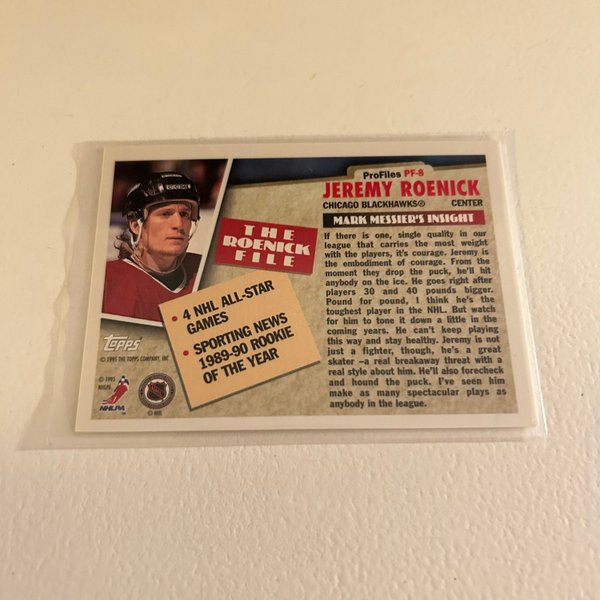 ProFiles PF-8
JEREMY ROENICK
CHICAGO BLACKHAWKS® CENTER
MARK MESSIER'S INSIGHT
If there is one, single quality in our
league that carries the most weight
with the players, it's courage. Jeremy is
the embodiment of courage. From the
moment they drop the puck, he'll hit
anybody on the ice. He goes right after
players 30 and 40 pounds bigger.
Pound for pound, I think he's the
toughest player in the NHL. But watch
for him to tone it down a little in the
coming years. He can't keep playing
this way and stay healthy. Jeremy is not
just a fighter, though, he's a great
skater –a real breakaway threat with a
real style about him. He'll also forecheck
and hound the puck. I've seen him
make as many spectacular plays as
anybody in the league.
THE
ROENICK
FILE
• 4 NHL ALL-STAR
GAMES
• SPORTING NEWS
1989-90 ROOKIE
OF THE YEAR
Topps
© 1995 THE TOPPS COMPANY, INC
© 1995
NHLPA
NHLPA
™
© NHL